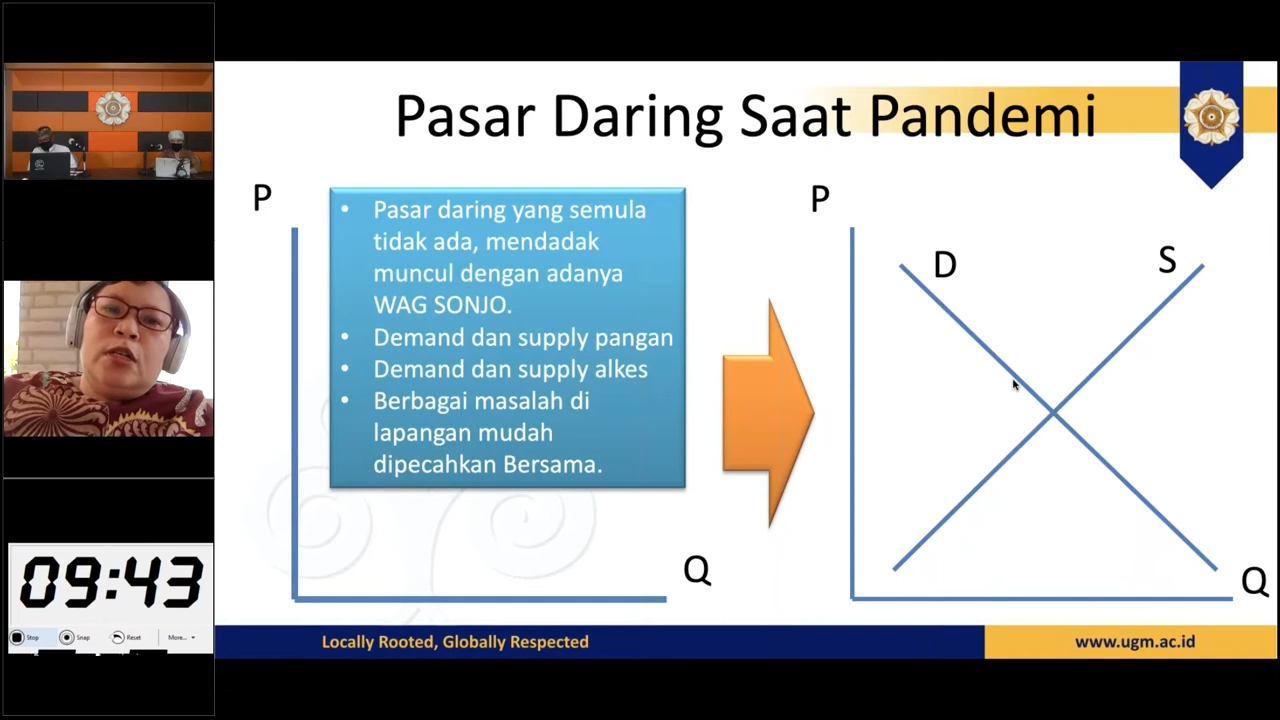 Pasar Daring Saat Pandemi
P
• Pasar daring yang semula
tidak ada, mendadak
muncul dengan adanya
WAG SONJO.
• Demand dan supply pangan
• Demand dan supply alkes
• Berbagai masalah di
lapangan mudah
dipecahkan Bersama.
Q
P
D
S
Q
09:43
Stop
Snap
Reset
More...
Locally Rooted, Globally Respected
www.ugm.ac.id